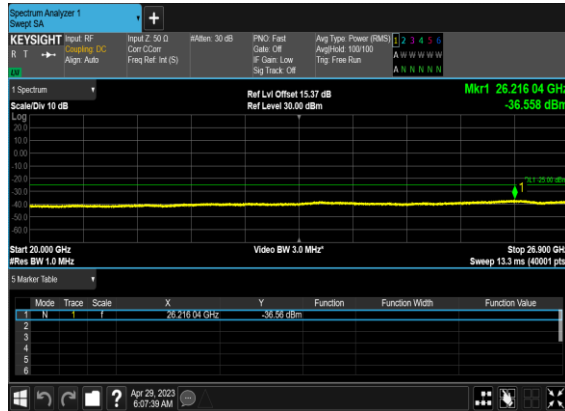 Spectrum Analyzer 1
Swept SA
KEYSIGHT Input: RF Input Z: 50 Ω #Atten: 30 dB PNO: Fast Avg Type: Power (RMS) 1 2 3 4 5 6
R T Coupling: DC Corr CCorr Gate: Off Avg|Hold: 100/100 A W W W W W
Align: Auto Freq Ref: Int (S) IF Gain: Low Trig: Free Run
LW Sig Track: Off A N N N N N
1 Spectrum Ref Lvl Offset 15.37 dB Mkr1 26.216 04 GHz
Scale/Div 10 dB Ref Level 30.00 dBm -36.558 dBm
Log
20.0
10.0
0.00
-10.0
-20.0
DL1 -25.00 dBm
1
-30.0
-40.0
-50.0
-60.0
Start 20.000 GHz Video BW 3.0 MHz* Stop 26.900 GHz
#Res BW 1.0 MHz Sweep 13.3 ms (40001 pts)
5 Marker Table
Mode Trace Scale X Y Function Function Width Function Value
1 N 1 f 26.216 04 GHz -36.56 dBm
2
3
4
5
6
? Apr 29, 2023
6:07:39 AM